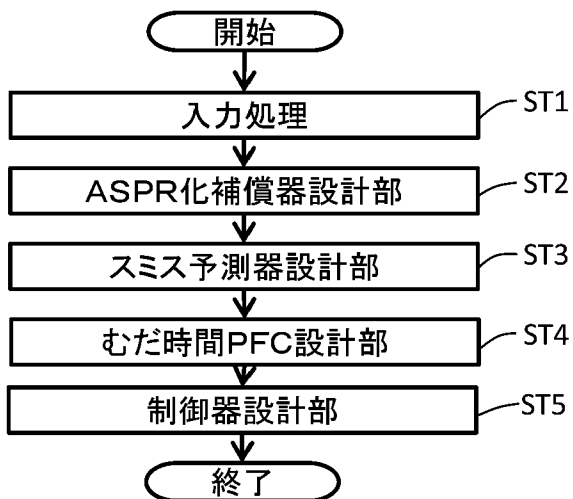 開始
入力処理 ST1
ASPR化補償器設計部 ST2
スミス予測器設計部 ST3
むだ時間PFC設計部 ST4
制御器設計部 ST5
終了